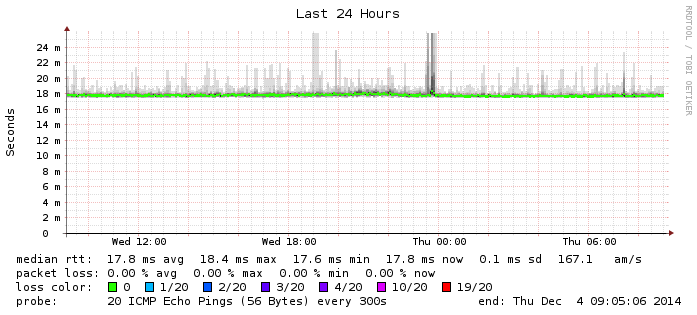 Last 24 Hours
RRDTOOL / TOBI OETIKER
Seconds
24 m
22 m
20 m
18 m
16 m
14 m
12 m
10 m
8 m
6 m
4 m
2 m
0
Wed 12:00 Wed 18:00 Thu 00:00 Thu 06:00
median rtt: 17.8 ms avg 18.4 ms max 17.6 ms min 17.8 ms now 0.1 ms sd 167.1 am/s
packet loss: 0.00 % avg 0.00 % max 0.00 % min 0.00 % now
loss color: 0 1/20 2/20 3/20 4/20 10/20 19/20
probe: 20 ICMP Echo Pings (56 Bytes) every 300s end: Thu Dec 4 09:05:06 2014